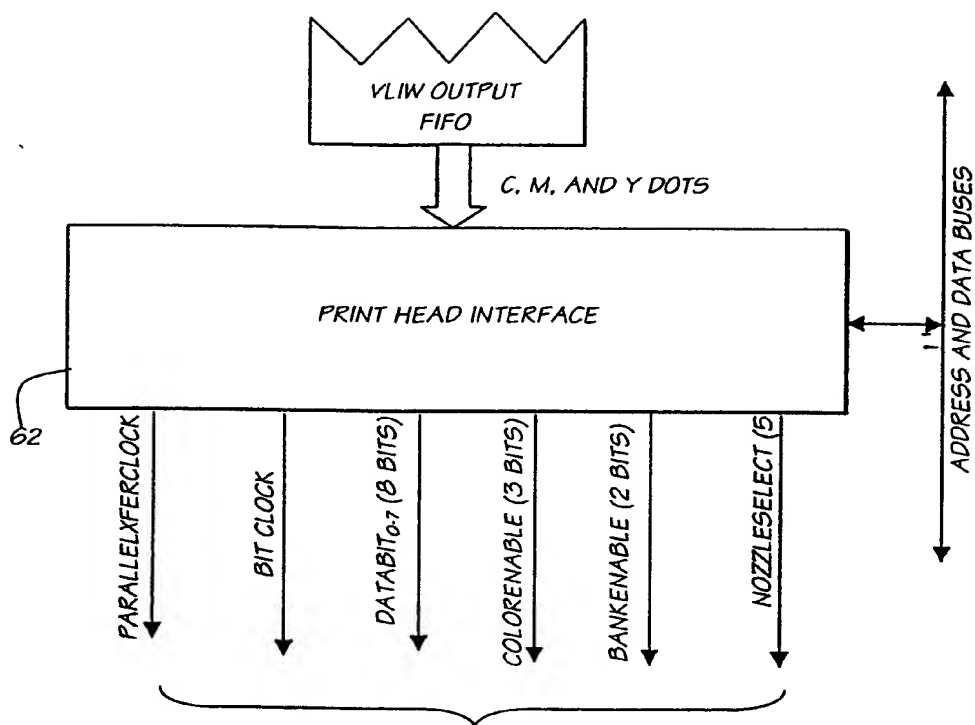 VLIW OUTPUT
FIFO
C. M. AND Y DOTS
PRINT HEAD INTERFACE
ADDRESS AND DATA BUSES
62
PARALLELXFERCLOCK
BIT CLOCK
DATABIT0-7 (8 BITS)
COLORENABLE (3 BITS)
BANKENABLE (2 BITS)
NOZZLESELECT (5